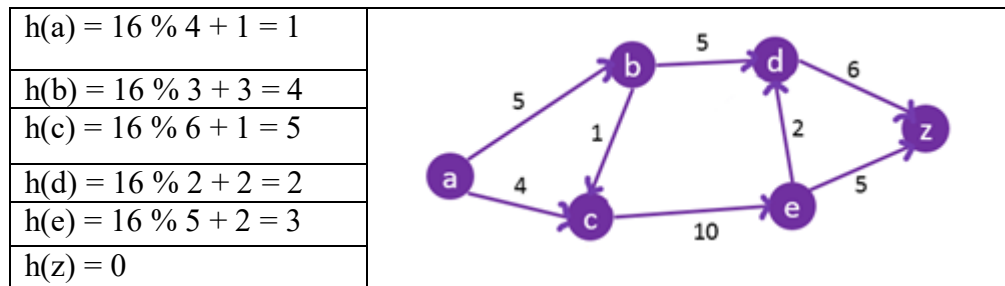 h(a) = 16 % 4 + 1 = 1
h(b) = 16 % 3 + 3 = 4
h(c) = 16 % 6 + 1 = 5
h(d) = 16 % 2 + 2 = 2
h(e) = 16 % 5 + 2 = 3
h(z) = 0
5
b
d
6
5
1
2
z
a
4
c
e
5
10